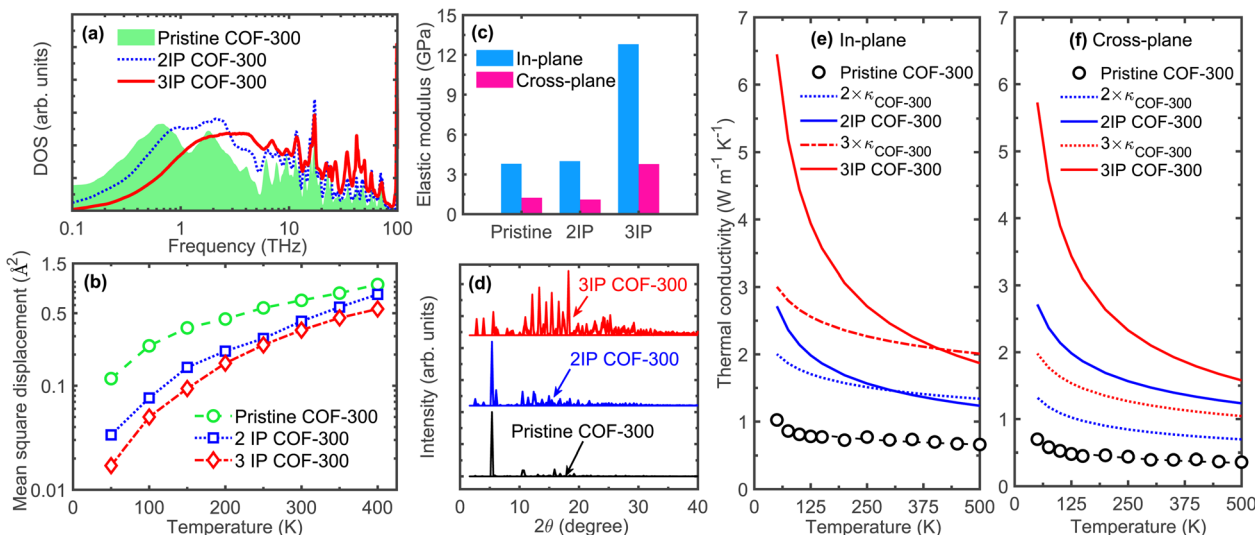 (a)
Pristine COF-300
2IP COF-300
3IP COF-300
DOS (arb. units)
0.1 1 10 100
Frequency (THz)
(b)
1.5
0.5
0.1
0.01
Mean square displacement (Å²)
Pristine COF-300
2 IP COF-300
3 IP COF-300
0 50 100 150 200 250 300 350 400
Temperature (K)
(c)
In-plane
Cross-plane
15
12
9
6
3
0
Elastic modulus (GPa)
Pristine 2IP 3IP
(d)
3IP COF-300
2IP COF-300
Pristine COF-300
Intensity (arb. units)
0 10 20 30 40
2θ (degree)
(e) In-plane
Pristine COF-300
2×κCOF-300
2IP COF-300
3×κCOF-300
3IP COF-300
7
6
5
4
3
2
1
0
Thermal conductivity (W m⁻¹ K⁻¹)
0 125 250 375 500
Temperature (K)
(f) Cross-plane
Pristine COF-300
2×κCOF-300
2IP COF-300
3×κCOF-300
3IP COF-300
7
6
5
4
3
2
1
0
0 125 250 375 500
Temperature (K)